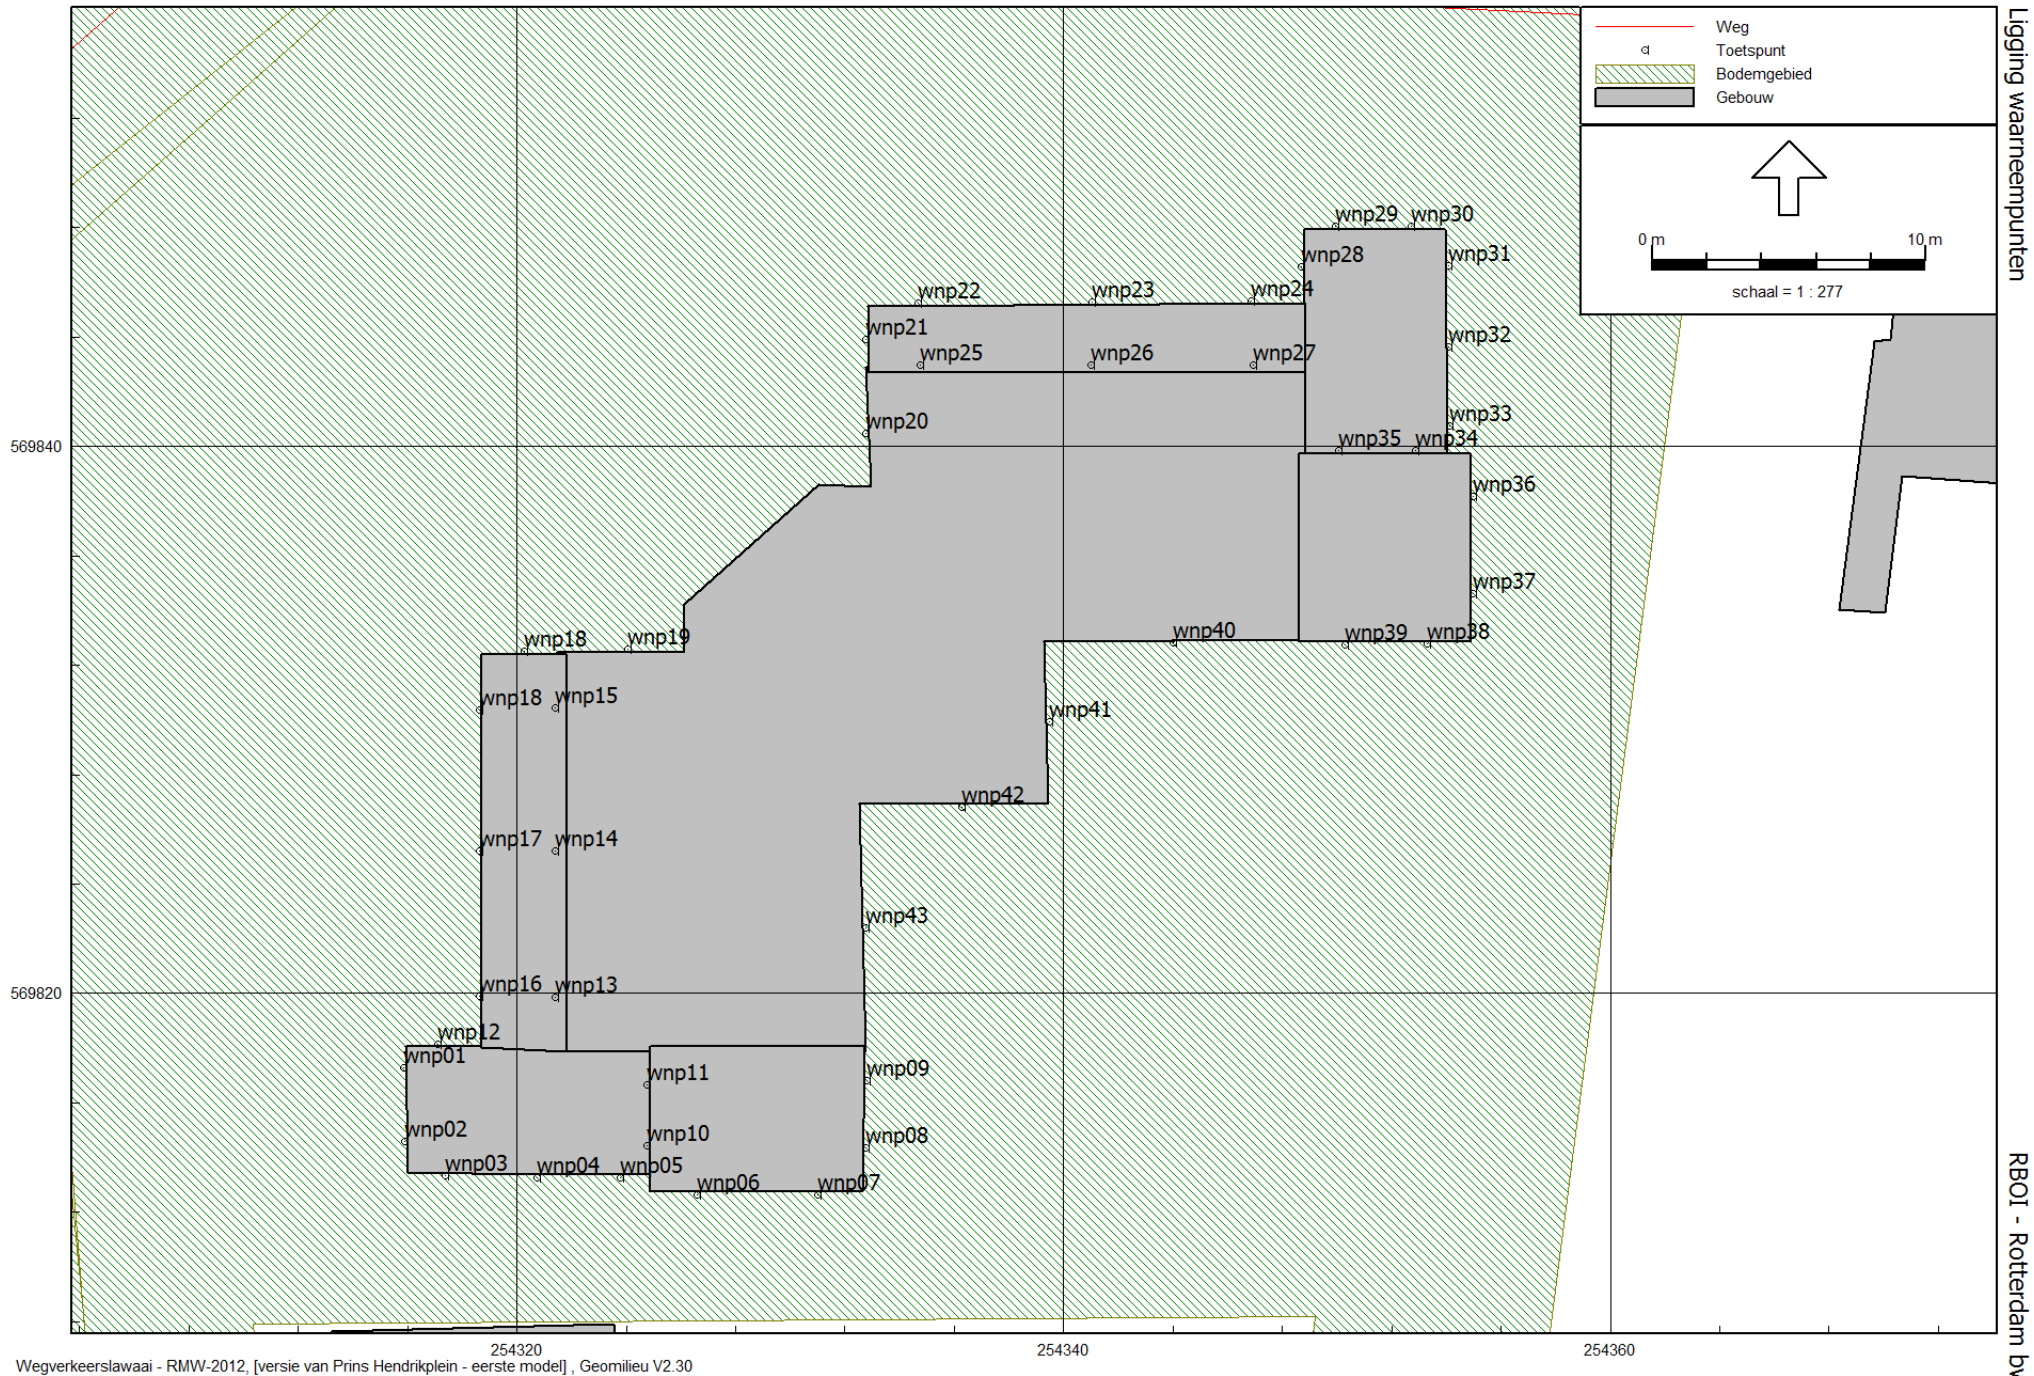 Weg
Toetspunt
Bodemgebied
Gebouw
0 m 10 m
schaal = 1 : 277
Ligging waarneempunten
wnp29 wnp30
wnp28 wnp31
wnp22 wnp23 wnp24
wnp21 wnp32
wnp25 wnp26 wnp27
wnp20 wnp33
569840
wnp35 wnp34
wnp36
wnp37
wnp18 wnp19 wnp40 wnp39 wnp38
wnp18 wnp15 wnp41
wnp42
wnp17 wnp14
wnp43
569820
wnp16 wnp13
wnp12
wnp01 wnp11 wnp09
wnp02 wnp10 wnp08
wnp03 wnp04 wnp05
wnp06 wnp07
254320 254340 254360
Wegverkeerslawaai - RMW-2012, [versie van Prins Hendrikplein - eerste model] , Geomilieu V2.30
RBOI - Rotterdam